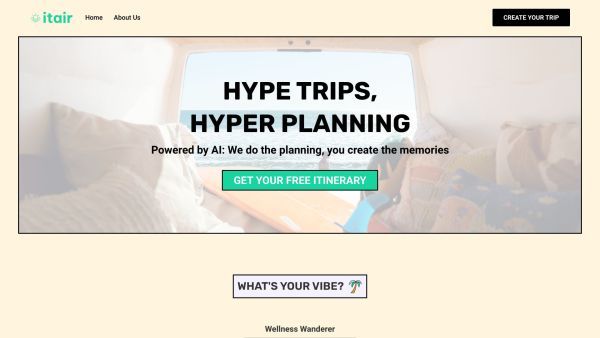 itair
Home
About Us
CREATE YOUR TRIP
HYPE TRIPS,
HYPER PLANNING
Powered by AI: We do the planning, you create the memories
GET YOUR FREE ITINERARY
WHAT'S YOUR VIBE? 🌴
Wellness Wanderer